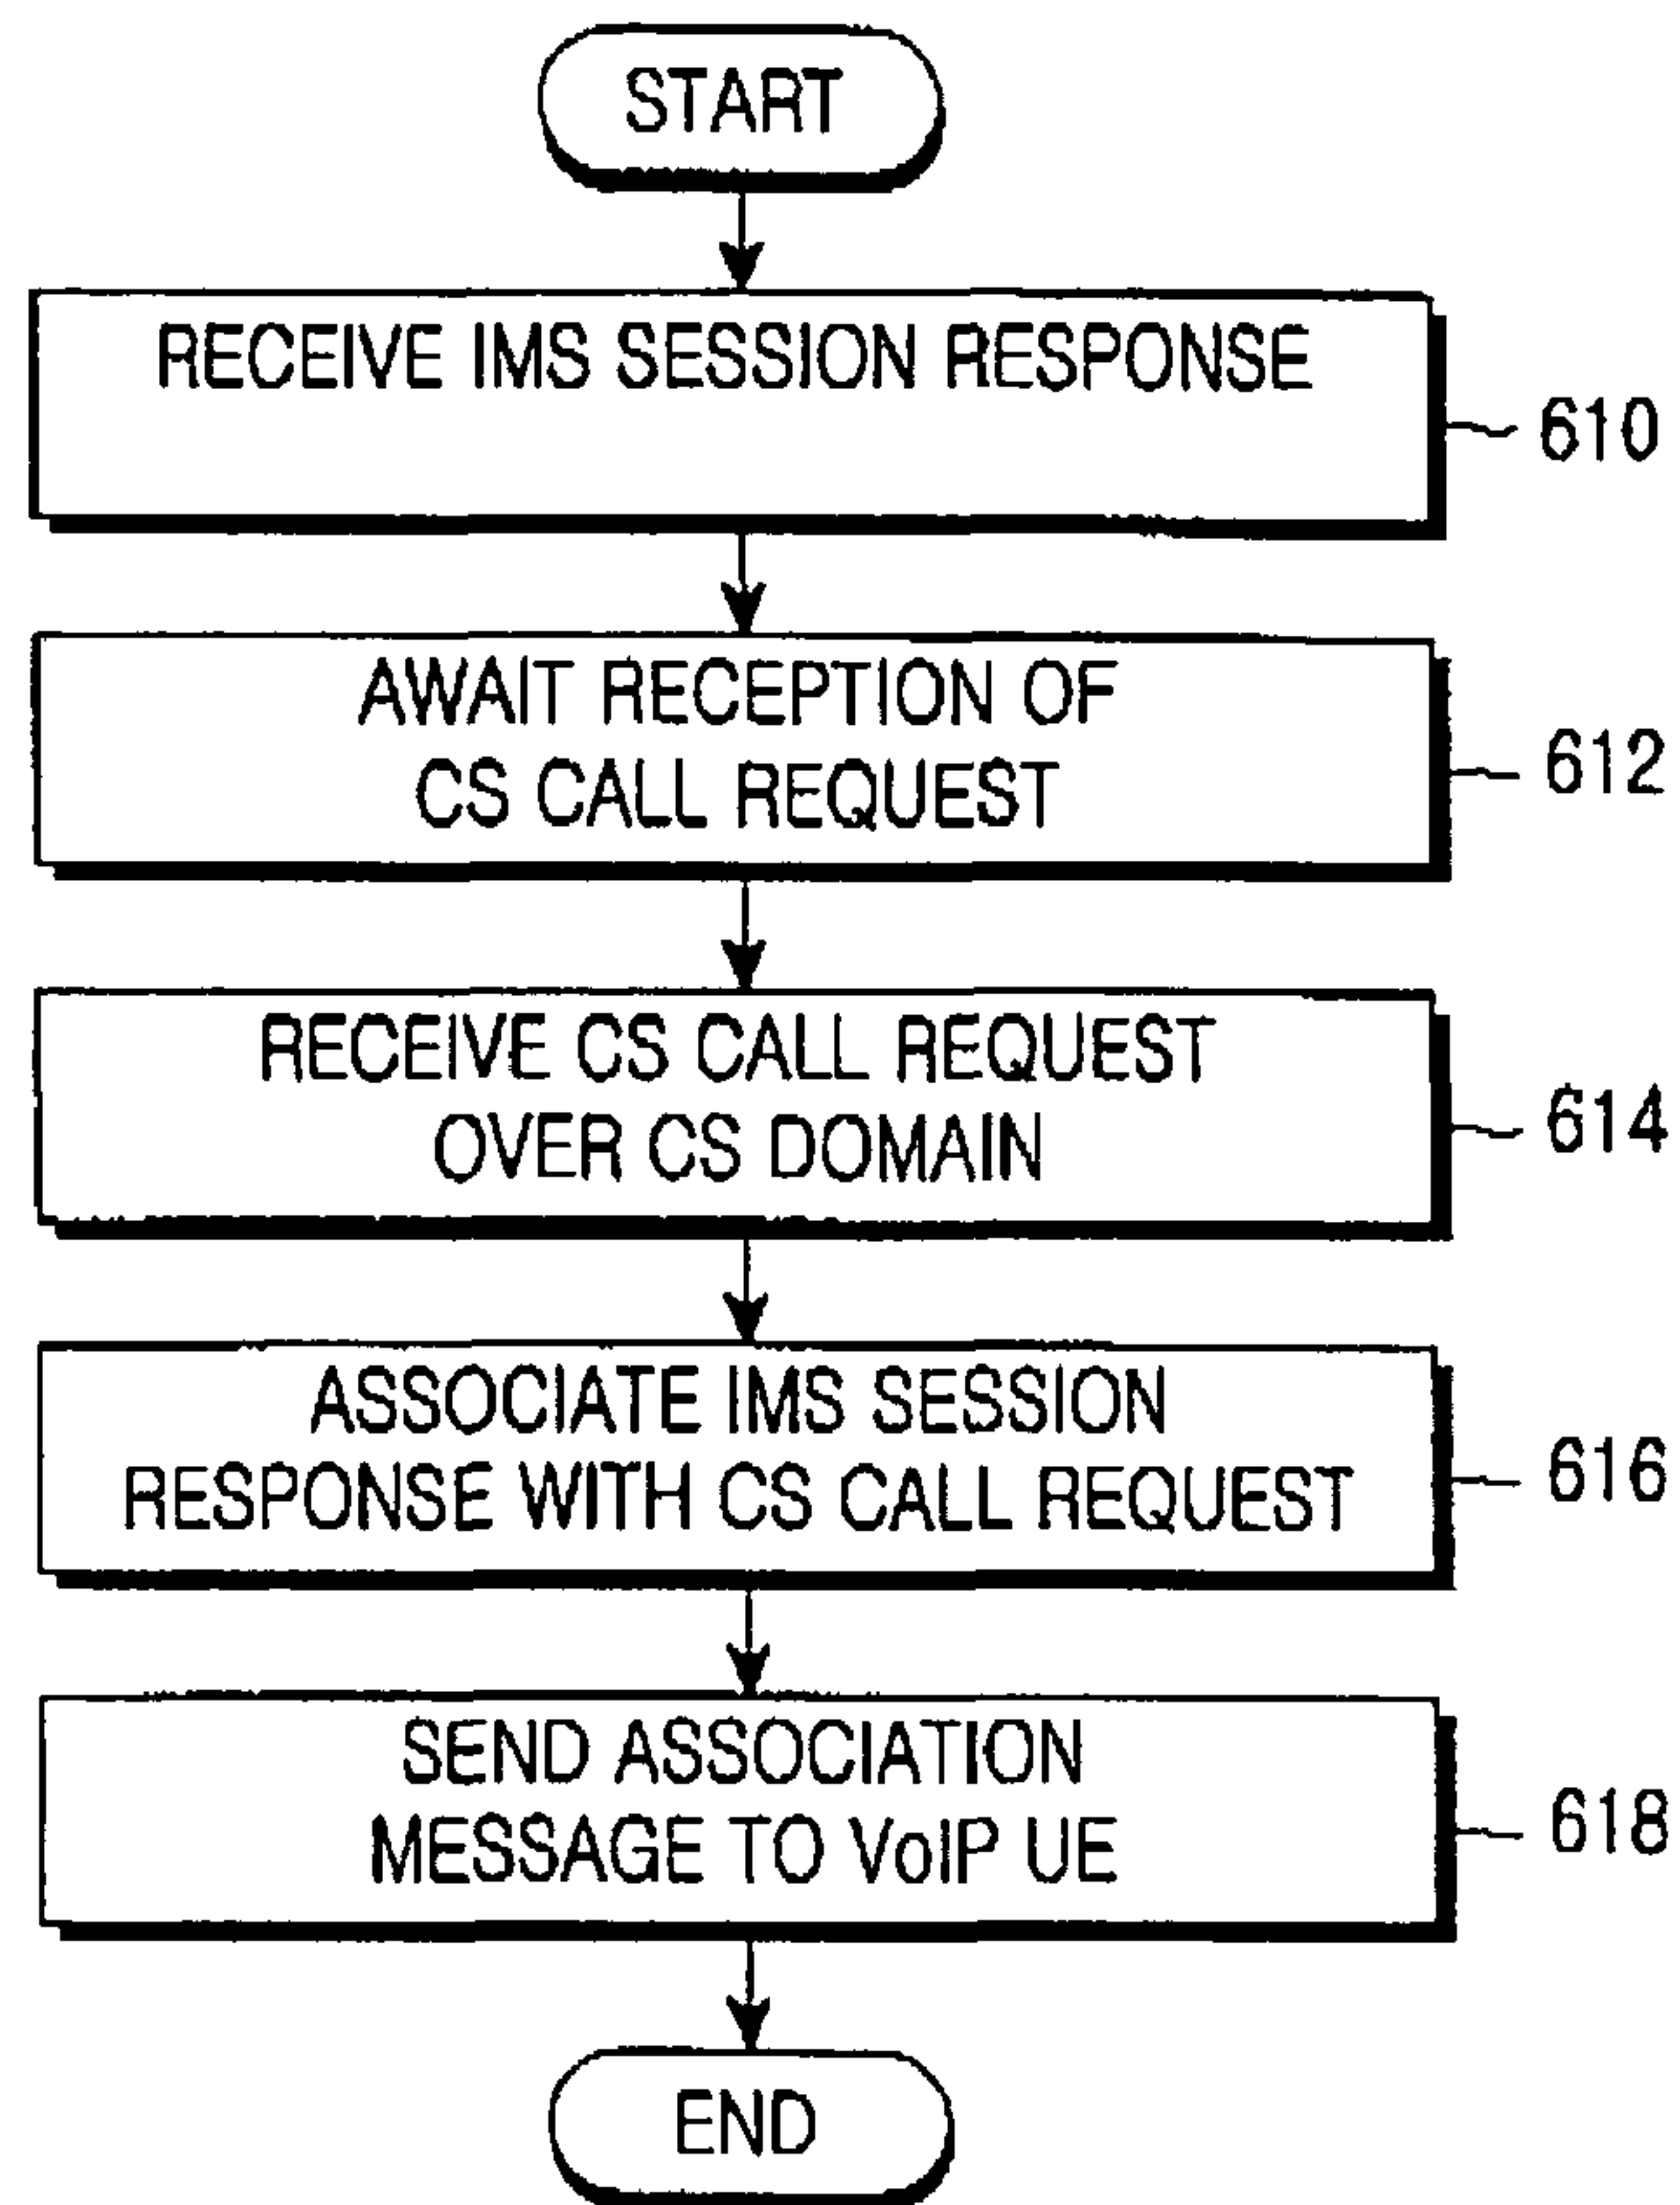 START
RECEIVE IMS SESSION RESPONSE
610
AWAIT RECEPTION OF
CS CALL REQUEST
612
RECEIVE CS CALL REQUEST
OVER CS DOMAIN
614
ASSOCIATE IMS SESSION
RESPONSE WITH CS CALL REQUEST
616
SEND ASSOCIATION
MESSAGE TO VoIP UE
618
END